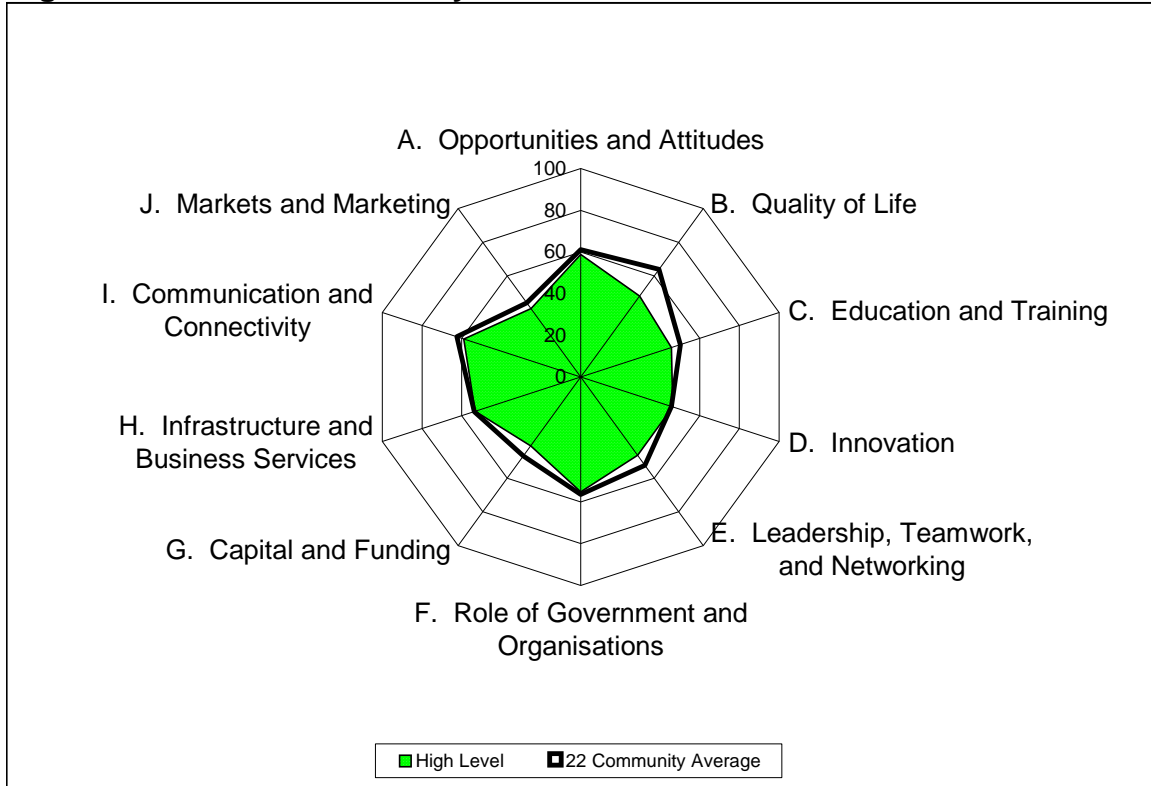 A. Opportunities and Attitudes
100
80
60
40
20
0
B. Quality of Life
C. Education and Training
D. Innovation
E. Leadership, Teamwork,
and Networking
F. Role of Government and
Organisations
G. Capital and Funding
H. Infrastructure and
Business Services
I. Communication and
Connectivity
J. Markets and Marketing
High Level
22 Community Average